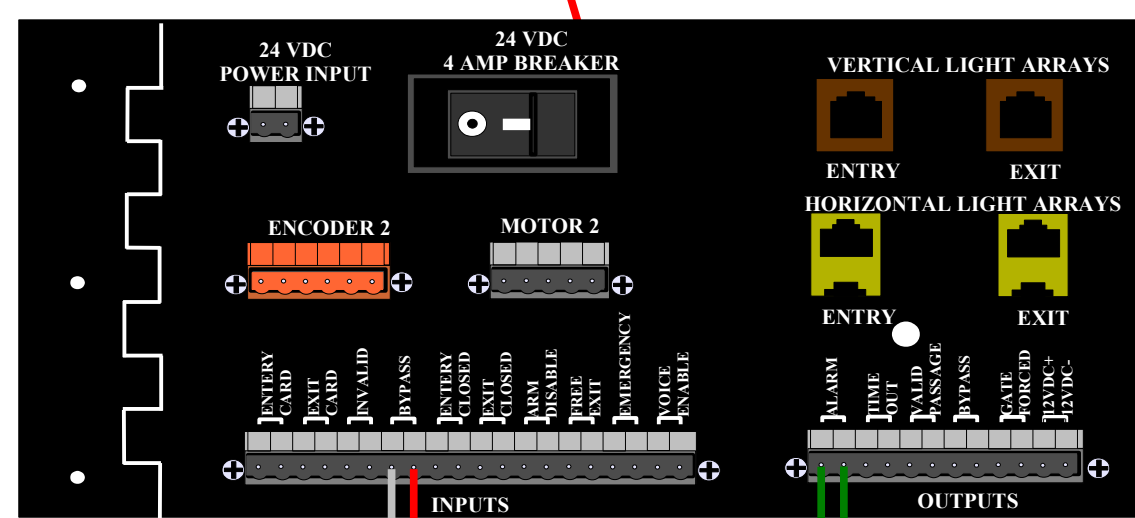 24 VDC
POWER INPUT
24 VDC
4 AMP BREAKER
VERTICAL LIGHT ARRAYS
ENTRY
EXIT
HORIZONTAL LIGHT ARRAYS
ENCODER 2
MOTOR 2
ENTRY
EXIT
ENTERY
CARD
EXIT
CARD
INVALID
BYPASS
ENTERY
CLOSED
EXIT
CLOSED
ARM
DISABLE
FREE
EXIT
EMERGENCY
VOICE
ENABLE
ALARM
TIME
OUT
VALID
PASSAGE
BYPASS
GATE
FORCED
12VDC+
12VDC-
INPUTS
OUTPUTS